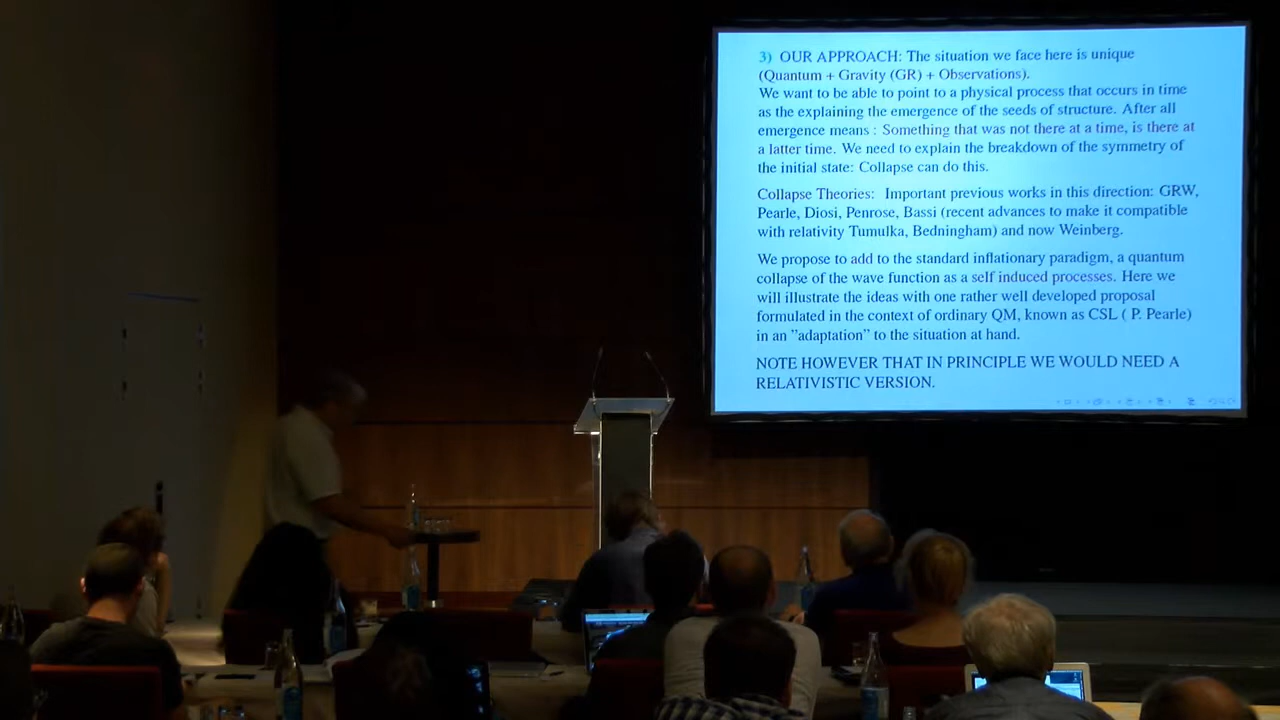 3) OUR APPROACH: The situation we face here is unique
(Quantum + Gravity (GR) + Observations).
We want to be able to point to a physical process that occurs in time
as the explaining the emergence of the seeds of structure. After all
emergence means : Something that was not there at a time, is there at
a latter time. We need to explain the breakdown of the symmetry of
the initial state: Collapse can do this.
Collapse Theories: Important previous works in this direction: GRW,
Pearle, Diosi, Penrose, Bassi (recent advances to make it compatible
with relativity Tumulka, Bedningham) and now Weinberg.
We propose to add to the standard inflationary paradigm, a quantum
collapse of the wave function as a self induced processes. Here we
will illustrate the ideas with one rather well developed proposal
formulated in the context of ordinary QM, known as CSL ( P. Pearle)
in an "adaptation" to the situation at hand.
NOTE HOWEVER THAT IN PRINCIPLE WE WOULD NEED A
RELATIVISTIC VERSION.